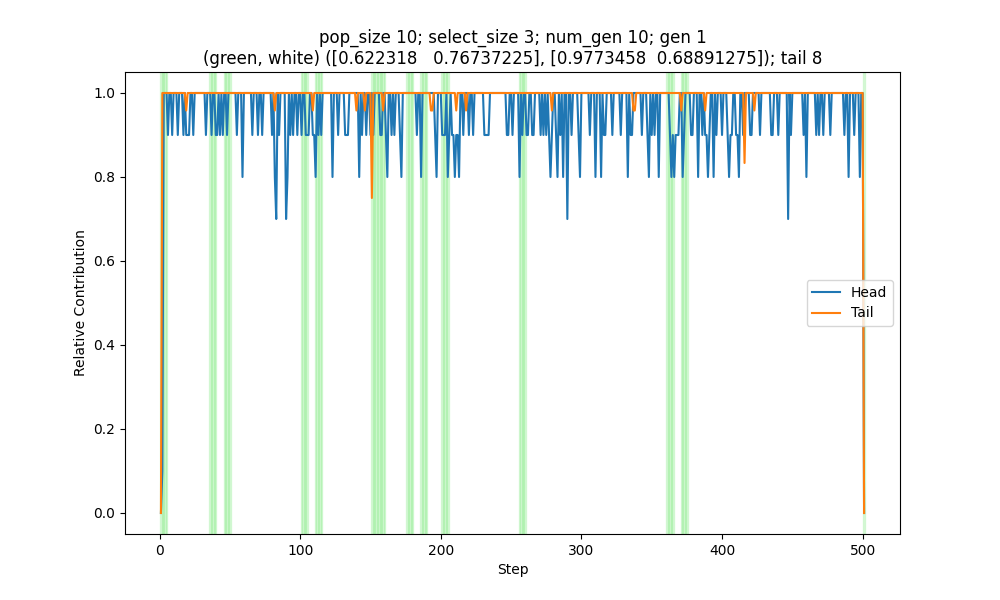 pop_size 10; select_size 3; num_gen 10; gen 1
(green, white) ([0.622318   0.76737225], [0.9773458  0.68891275]); tail 8
1.0
0.8
0.6
0.4
0.2
0.0
Relative Contribution
Head
Tail
0
100
200
300
400
500
Step